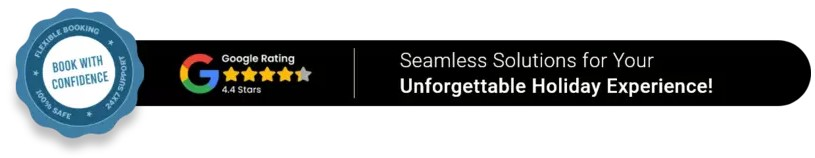 FLEXIBLE BOOKING
BOOK WITH
CONFIDENCE
100% SAFE
24X7 SUPPORT
Google Rating
4.4 Stars
Seamless Solutions for Your
Unforgettable Holiday Experience!